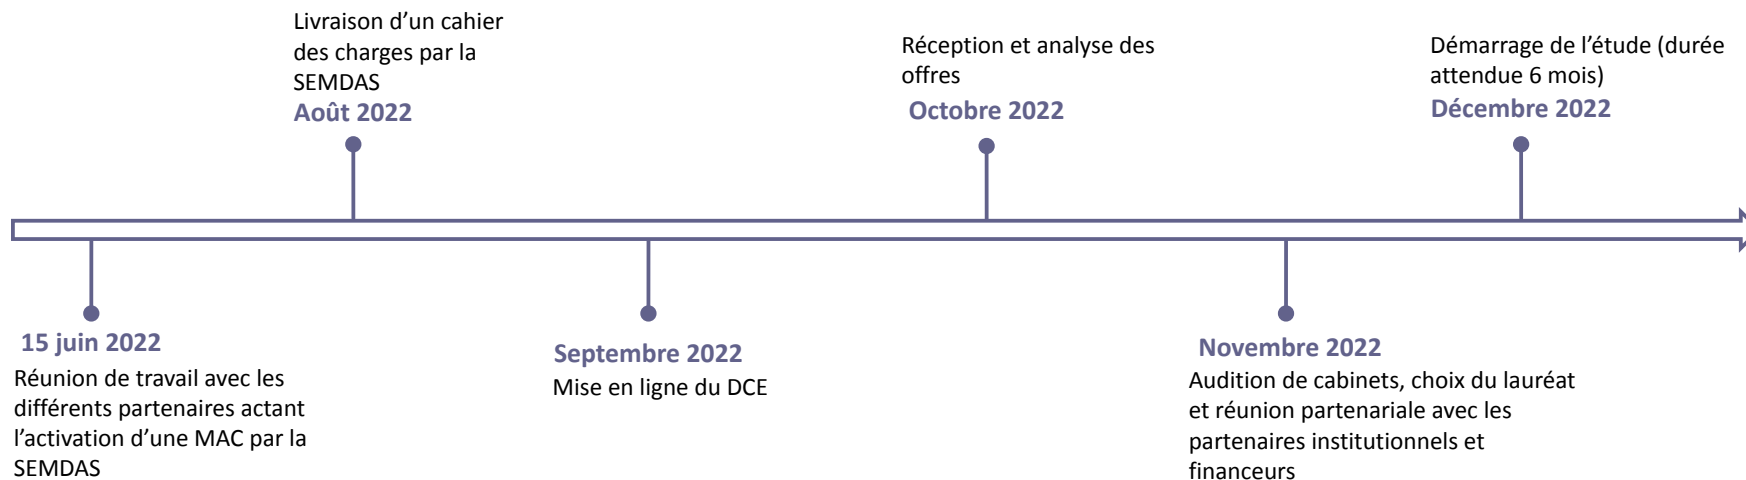 Livraison d’un cahier
des charges par la
SEMDAS
Août 2022
Réception et analyse des
offres
Octobre 2022
Démarrage de l’étude (durée
attendue 6 mois)
Décembre 2022
15 juin 2022
Réunion de travail avec les
différents partenaires actant
l’activation d’une MAC par la
SEMDAS
Septembre 2022
Mise en ligne du DCE
Novembre 2022
Audition de cabinets, choix du lauréat
et réunion partenariale avec les
partenaires institutionnels et
financeurs